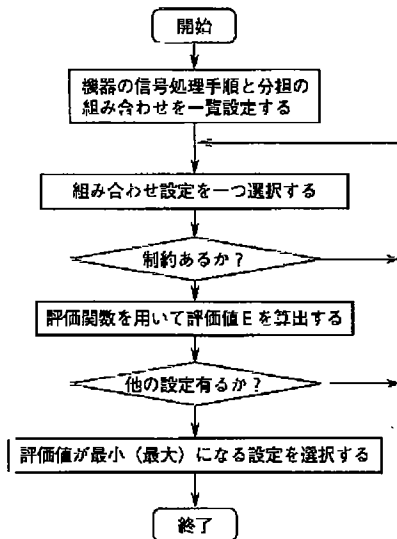 開始
機器の信号処理手順と分担の
組み合わせを一覧設定する
組み合わせ設定を一つ選択する
制約あるか?
評価関数を用いて評価値Eを算出する
他の設定有るか?
評価値が最小(最大)になる設定を選択する
終了